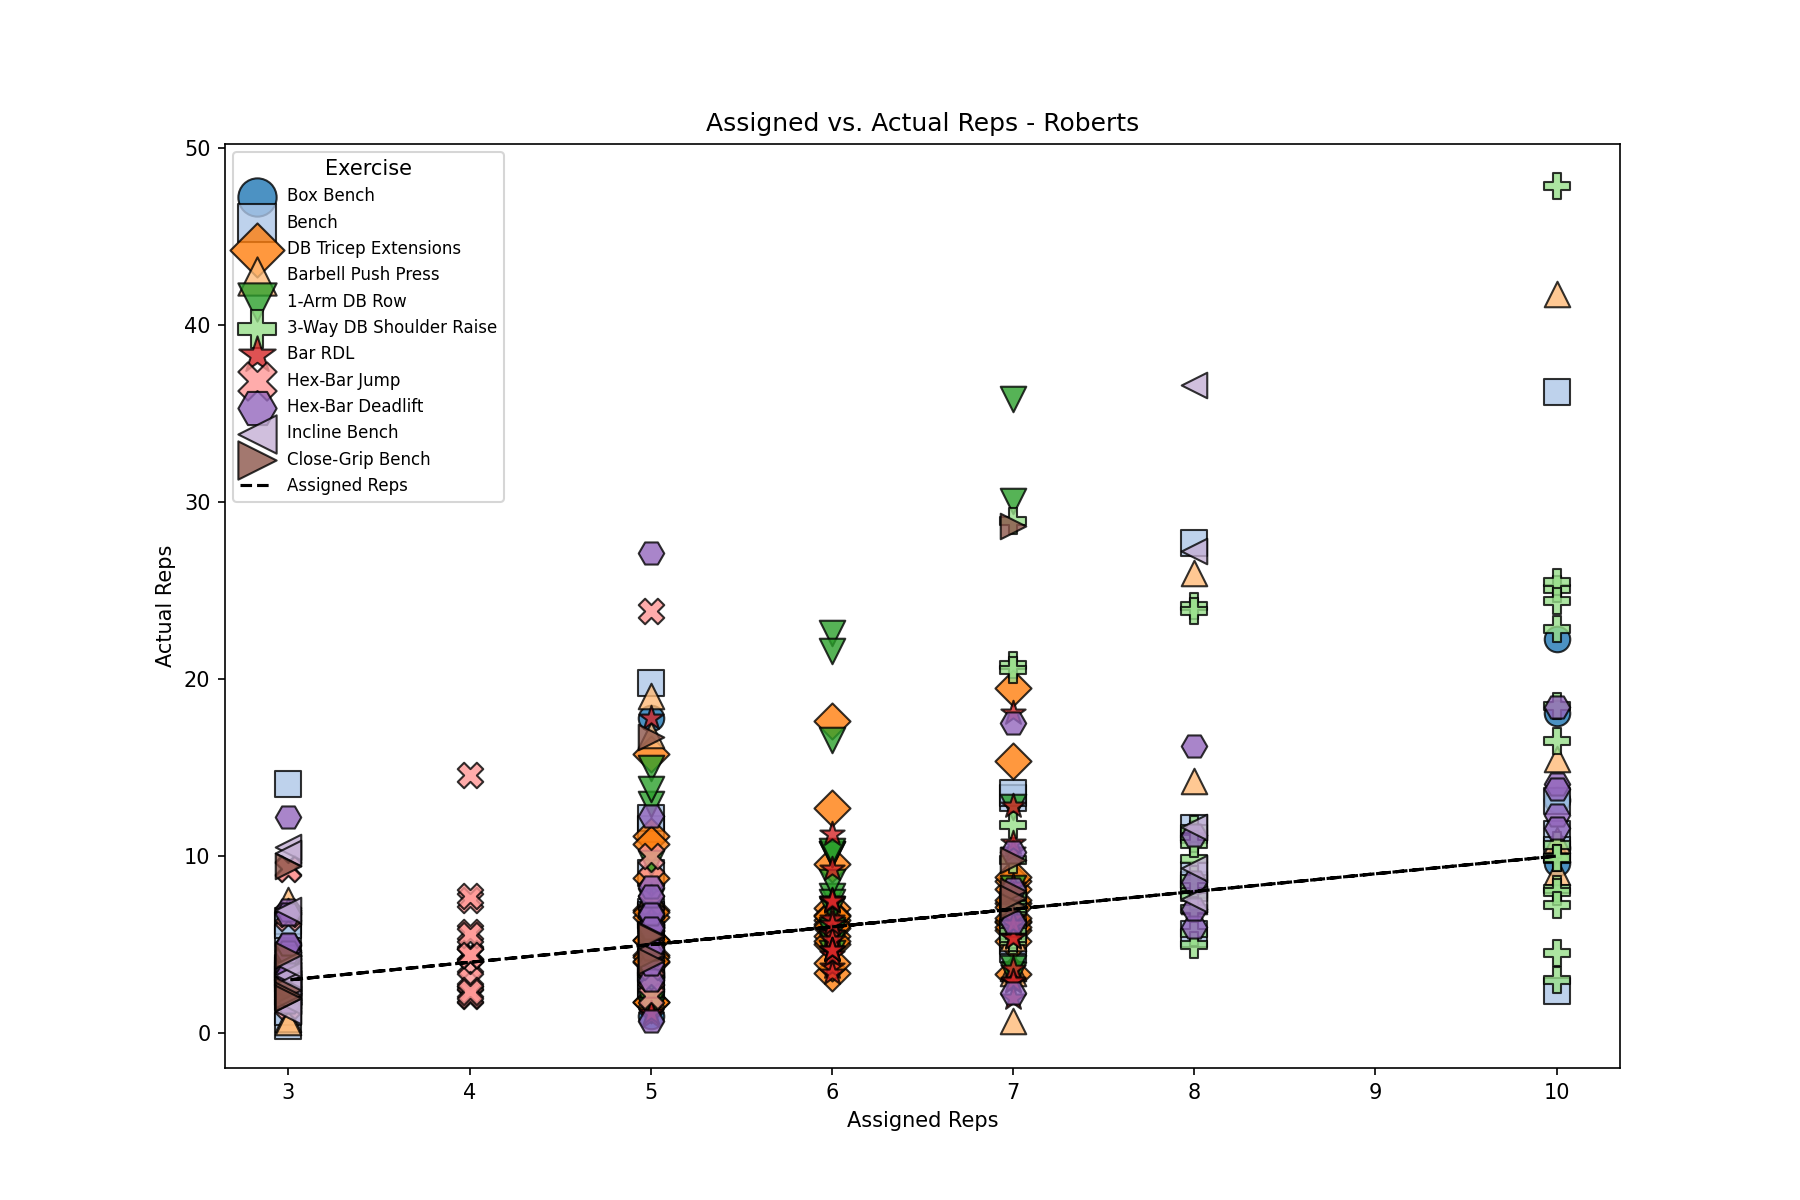 Assigned vs. Actual Reps - Roberts
50
40
30
20
10
0
Actual Reps
Exercise
Box Bench
Bench
DB Tricep Extensions
Barbell Push Press
1-Arm DB Row
3-Way DB Shoulder Raise
Bar RDL
Hex-Bar Jump
Hex-Bar Deadlift
Incline Bench
Close-Grip Bench
Assigned Reps
3 4 5 6 7 8 9 10
Assigned Reps